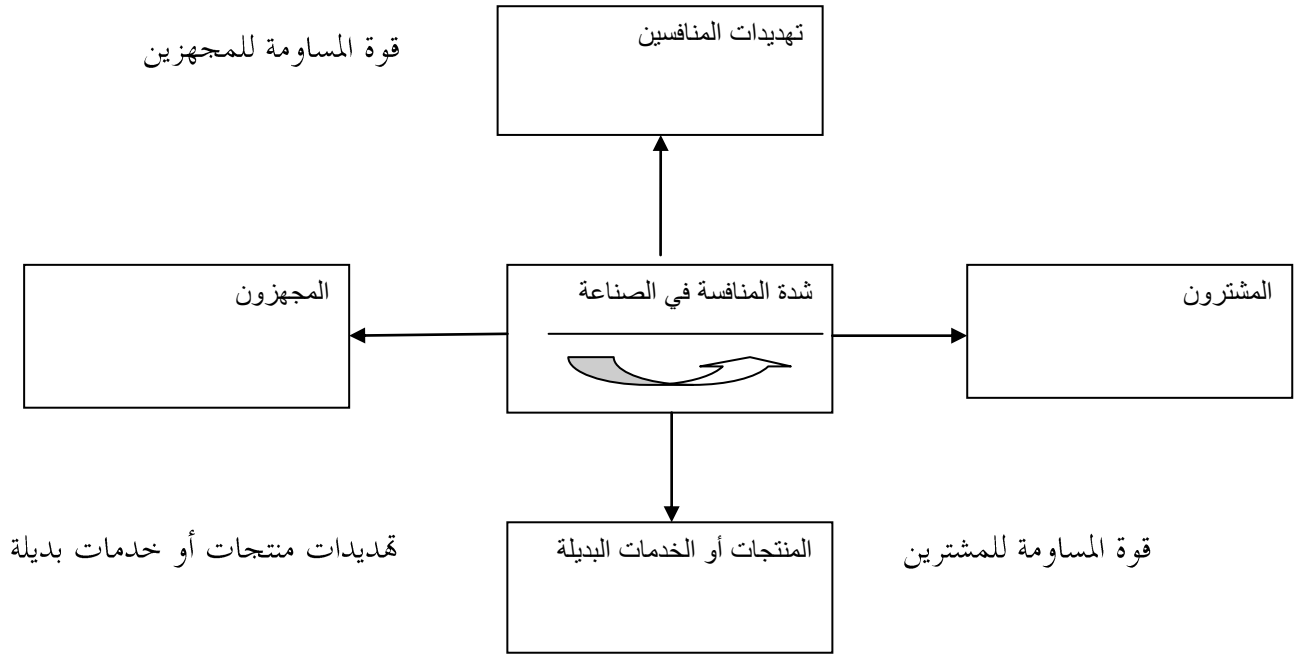 تهديدات المنافسين
قوة المساومة للمجهزين
المشترون
شدة المنافسة في الصناعة
المجهزون
قوة المساومة للمشترين
المنتجات أو الخدمات البديلة
تهديدات منتجات أو خدمات بديلة